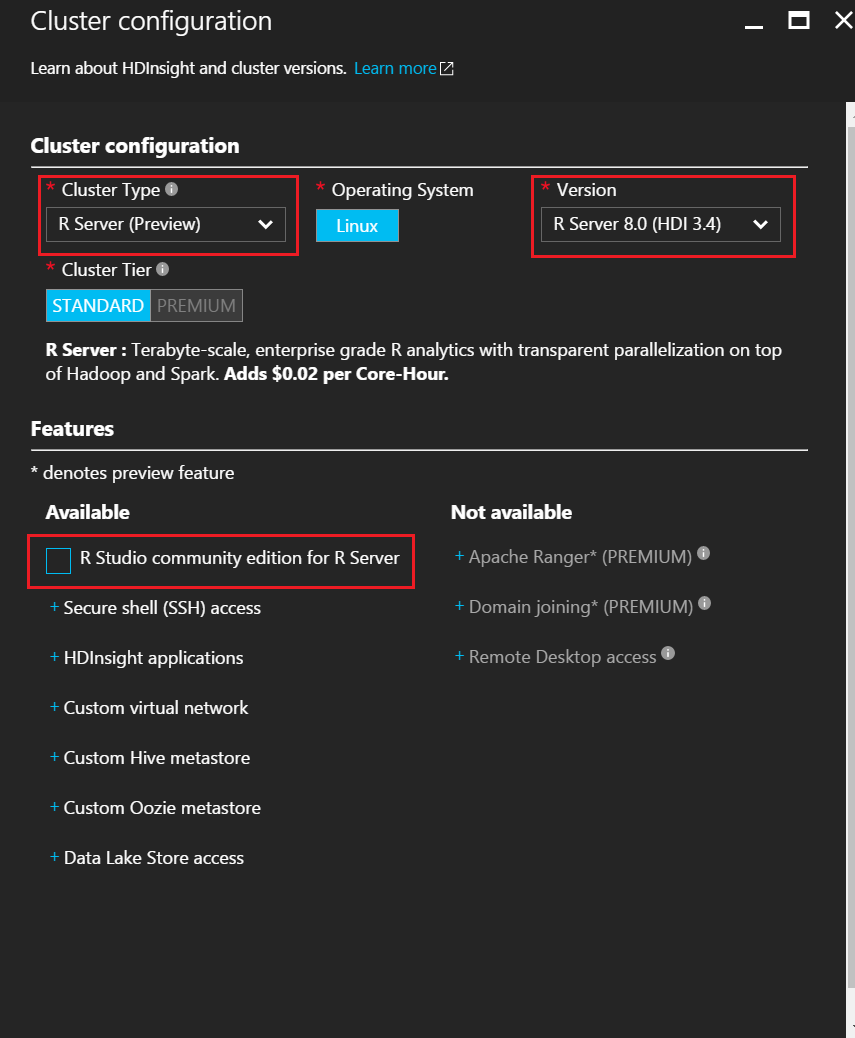 Cluster configuration
Learn about HDInsight and cluster versions. Learn more
Cluster configuration
* Cluster Type
* Operating System
* Version
R Server (Preview)
Linux
R Server 8.0 (HDI 3.4)
* Cluster Tier
STANDARD PREMIUM
R Server : Terabyte-scale, enterprise grade R analytics with transparent parallelization on top
of Hadoop and Spark. Adds $0.02 per Core-Hour.
Features
* denotes preview feature
Available
R Studio community edition for R Server
+ Secure shell (SSH) access
+ HDInsight applications
+ Custom virtual network
+ Custom Hive metastore
+ Custom Oozie metastore
+ Data Lake Store access
Not available
+ Apache Ranger* (PREMIUM)
+ Domain joining* (PREMIUM)
+ Remote Desktop access